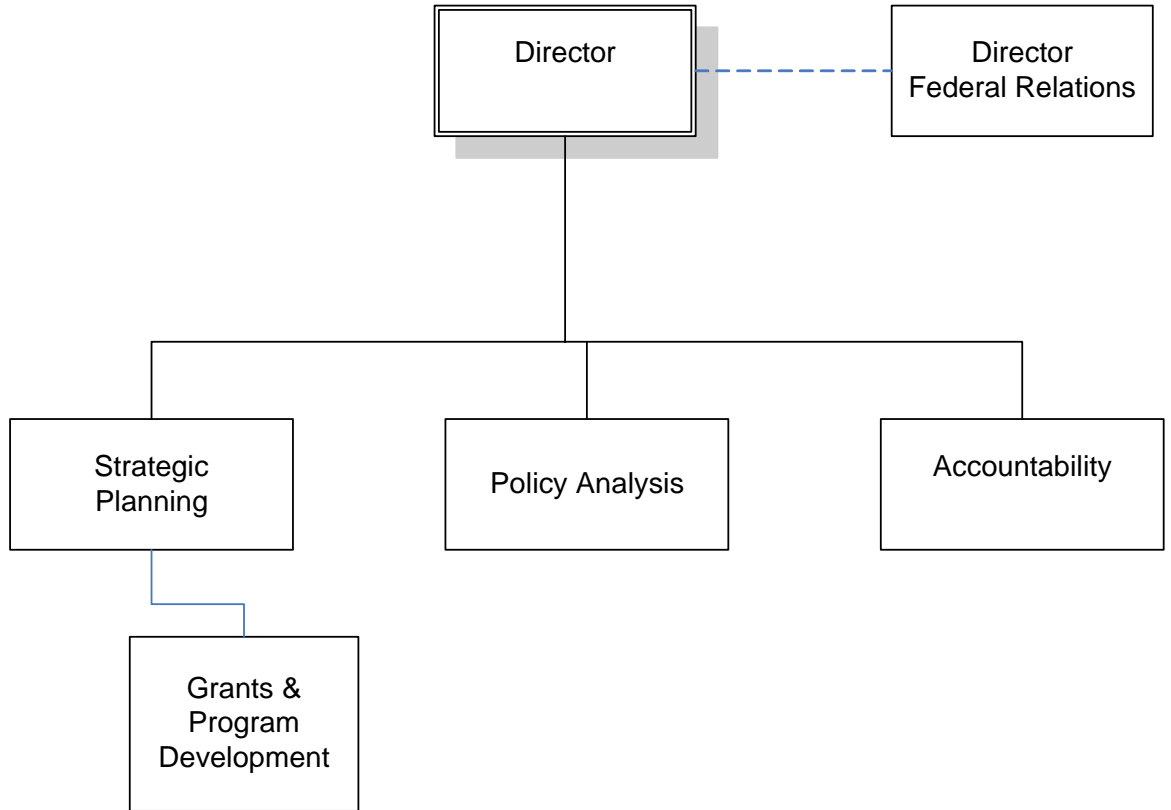 Director
Director
Federal Relations
Strategic
Planning
Policy Analysis
Accountability
Grants &
Program
Development